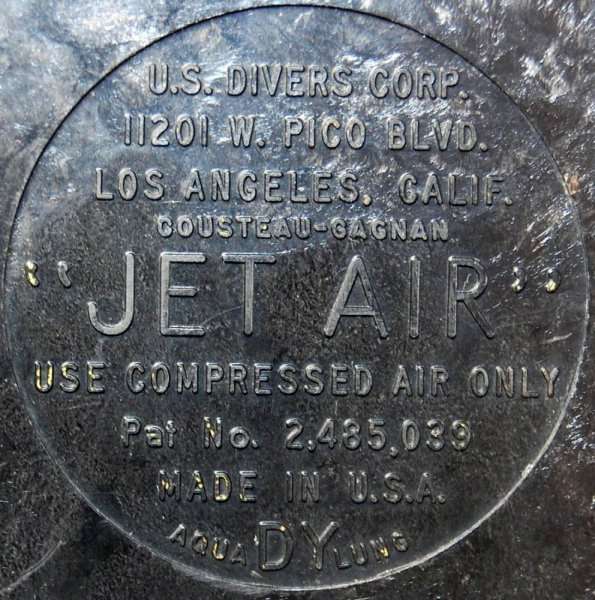 U.S. DIVERS CORP.
11201 W. PICO BLVD.
LOS ANGELES, CALIF.
COUSTEAU-GAGNAN
"JET AIR"
USE COMPRESSED AIR ONLY
Pat No. 2,485,039
MADE IN U.S.A.
AQUA DY LUNG